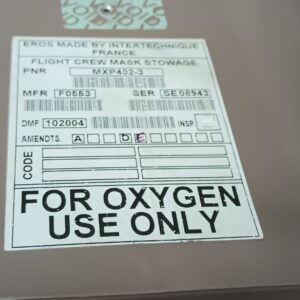 EROS MADE BY INTERTECHNIQUE
FRANCE
FLIGHT CREW MASK STOWAGE
PNR MXP402-3
MFR F0553 SER SE08943
DMF 102004 INSP
AMENDTS. A D E
CODE
FOR OXYGEN
USE ONLY